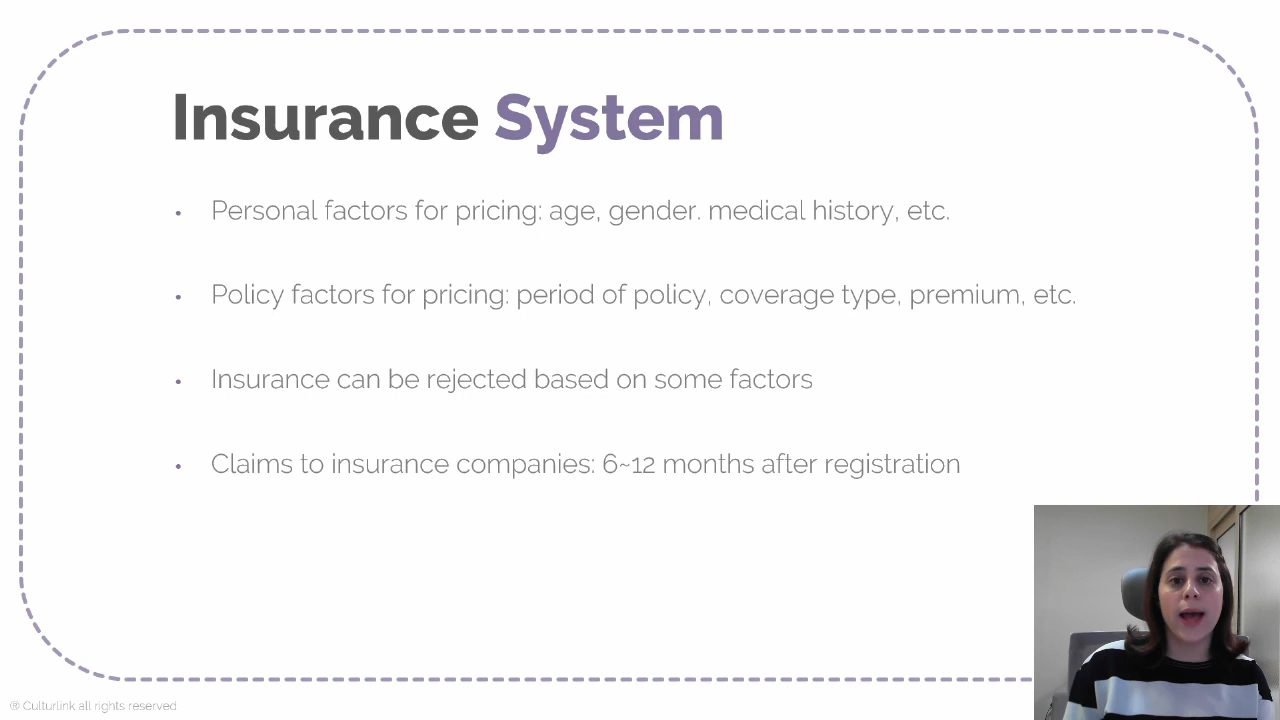 Insurance System
• Personal factors for pricing: age, gender. medical history, etc.
• Policy factors for pricing: period of policy, coverage type, premium, etc.
• Insurance can be rejected based on some factors
• Claims to insurance companies: 6~12 months after registration
® Culturlink all rights reserved